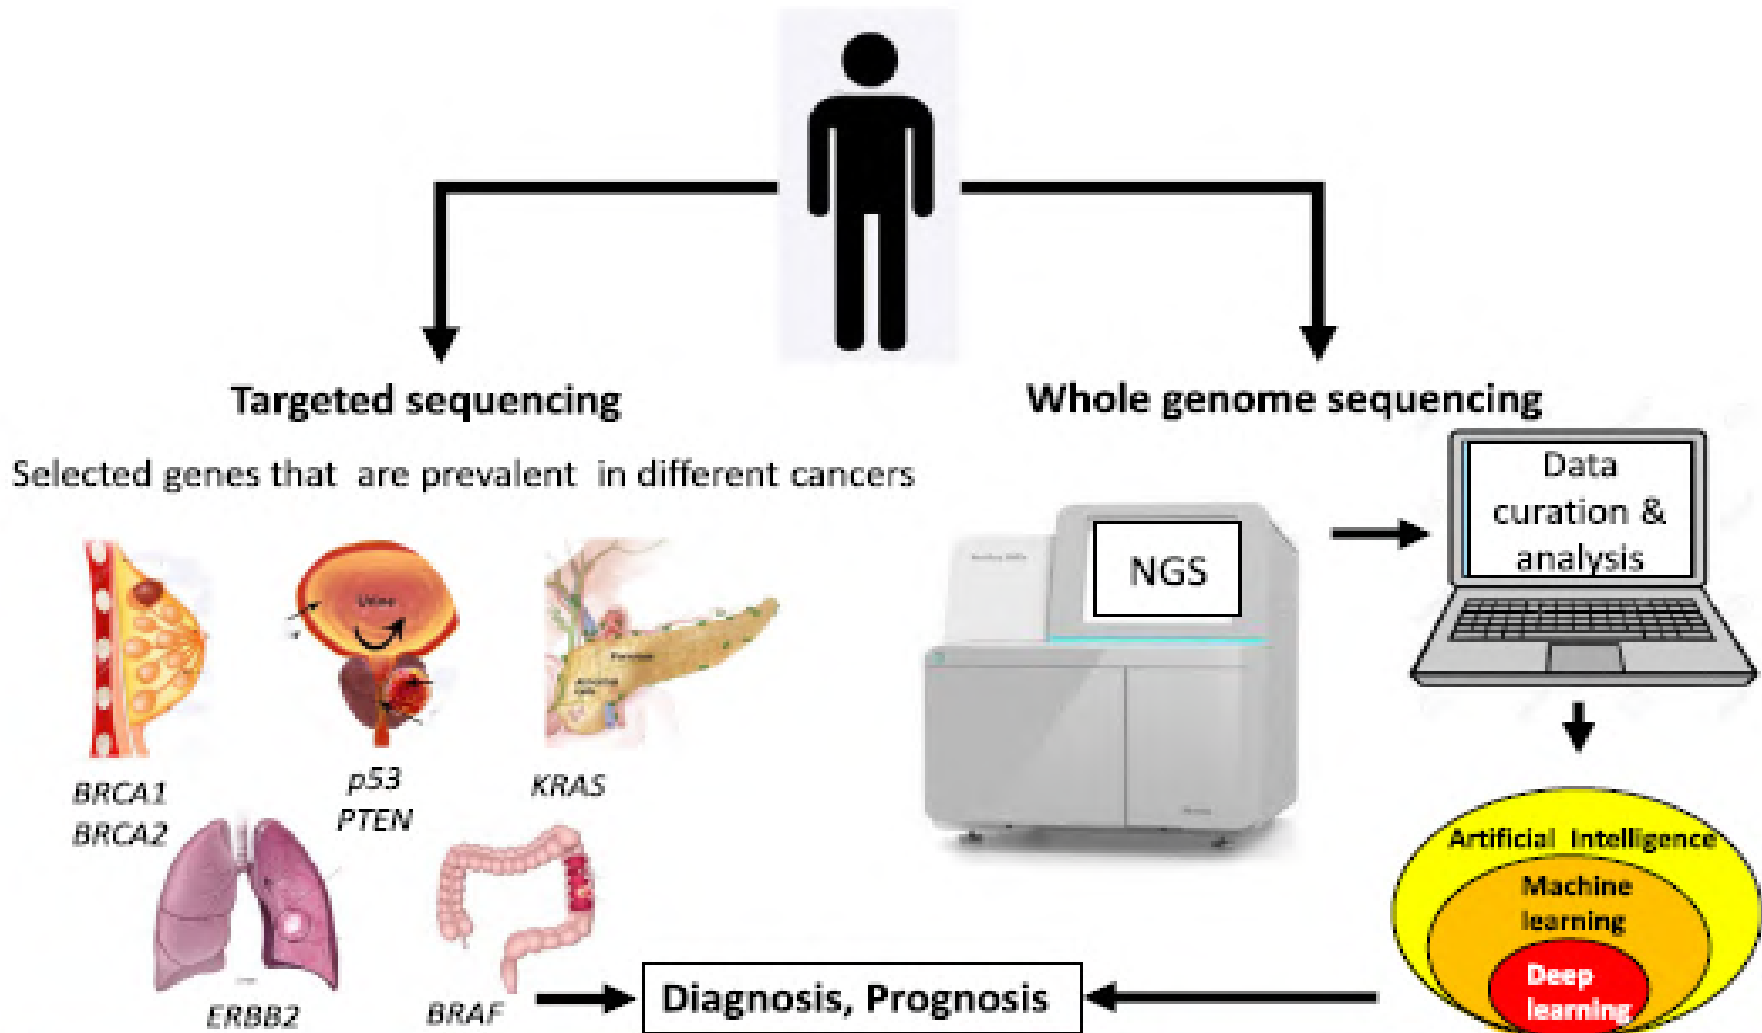 Targeted sequencing
Selected genes that are prevalent in different cancers
Urine
BRCA1
BRCA2
p53
PTEN
KRAS
ERBB2
BRAF
Whole genome sequencing
NGS
Data
curation &
analysis
Artificial Intelligence
Machine
learning
Deep
learning
Diagnosis, Prognosis